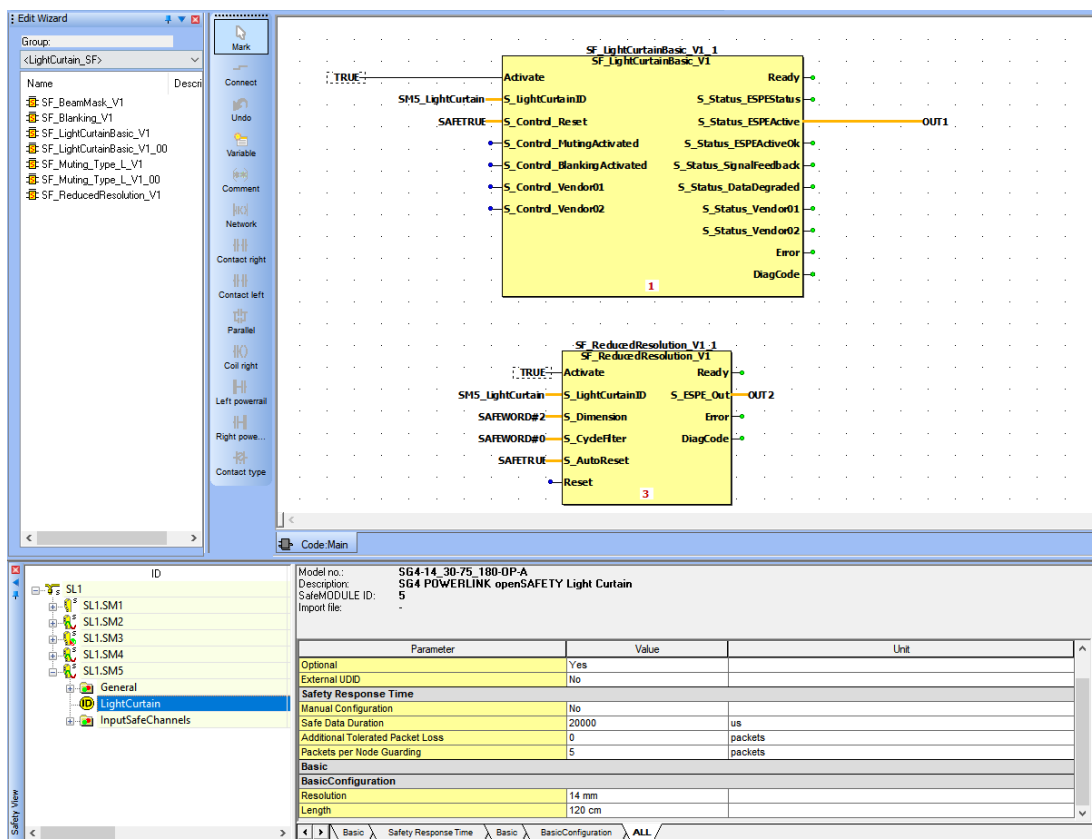 Edit Wizard
Group:
<LightCurtain_SF>
Name Descri
SF_BeamMask_V1
SF_Blanking_V1
SF_LightCurtainBasic_V1
SF_LightCurtainBasic_V1_00
SF_Muting_Type_L_V1
SF_Muting_Type_L_V1_00
SF_ReducedResolution_V1
Mark
Connect
Undo
Variable
Comment
Network
Contact right
Contact left
Parallel
Coil right
Left powerrail
Right powe...
Contact type
SF_LightCurtainBasic_V1_1
SF_LightCurtainBasic_V1
TRUE Activate Ready
SM5_LightCurtain S_LightCurtainID S_Status_ESPEStatus
SAFETRUE S_Control_Reset S_Status_ESPEActive OUT1
S_Control_MutingActivated S_Status_ESPEActiveOk
S_Control_BlankingActivated S_Status_SignalFeedback
S_Control_Vendor01 S_Status_DataDegraded
S_Control_Vendor02 S_Status_Vendor01
S_Status_Vendor02
Error
DiagCode
1
SF_ReducedResolution_V1_1
SF_ReducedResolution_V1
TRUE Activate Ready
SM5_LightCurtain S_LightCurtainID S_ESPE_Out OUT2
SAFEWORD#2 S_Dimension Error
SAFEWORD#0 S_CycleFilter DiagCode
SAFETRUE S_AutoReset
Reset
3
Code:Main
Safety View
ID
SL1
SL1.SM1
SL1.SM2
SL1.SM3
SL1.SM4
SL1.SM5
General
ID LightCurtain
InputSafeChannels
Model no.: SG4-14_30-75_180-OP-A
Description: SG4 POWERLINK openSAFETY Light Curtain
SafeMODULE ID: 5
Import file: -
Parameter Value Unit
Optional Yes
External UDID No
Safety Response Time
Manual Configuration No
Safe Data Duration 20000 us
Additional Tolerated Packet Loss 0 packets
Packets per Node Guarding 5 packets
Basic
BasicConfiguration
Resolution 14 mm
Length 120 cm
Basic Safety Response Time Basic BasicConfiguration ALL